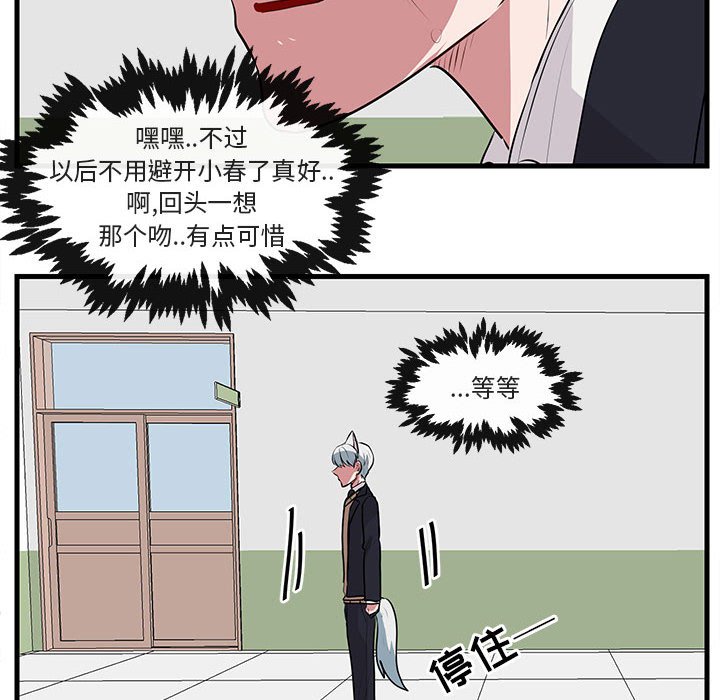 嘿嘿..不过
以后不用避开小春了真好..
啊,回头一想
那个吻..有点可惜
...等等
停住一